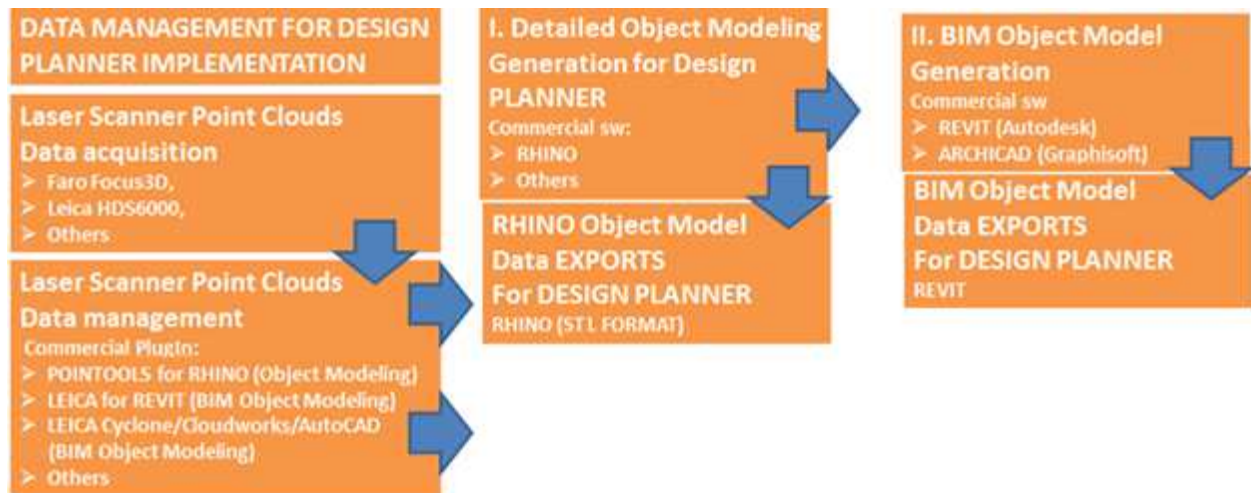 DATA MANAGEMENT FOR DESIGN
PLANNER IMPLEMENTATION
Laser Scanner Point Clouds
Data acquisition
➢ Faro Focus3D,
➢ Leica HDS6000,
➢ Others
Laser Scanner Point Clouds
Data management
Commercial PlugIn:
➢ POINTOOLS for RHINO (Object Modeling)
➢ LEICA for REVIT (BIM Object Modeling)
➢ LEICA Cyclone/Cloudworks/AutoCAD
(BIM Object Modeling)
➢ Others
I. Detailed Object Modeling
Generation for Design
PLANNER
Commercial sw:
➢ RHINO
➢ Others
RHINO Object Model
Data EXPORTS
For DESIGN PLANNER
RHINO (STL FORMAT)
II. BIM Object Model
Generation
Commercial sw
➢ REVIT (Autodesk)
➢ ARCHICAD (Graphisoft)
BIM Object Model
Data EXPORTS
For DESIGN PLANNER
REVIT